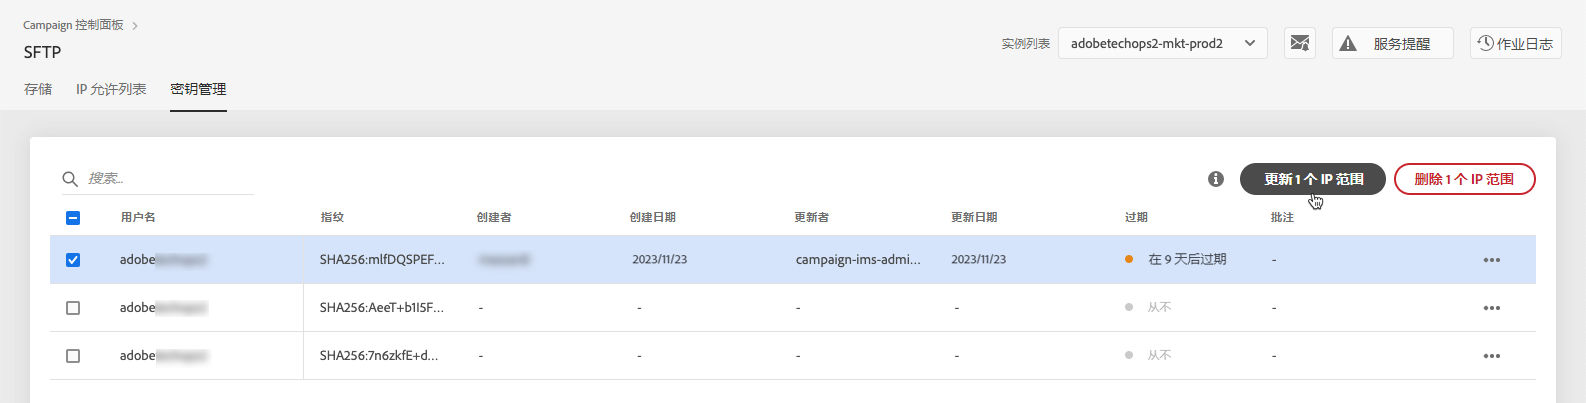 Campaign 控制面板
SFTP
实例列表 adobetechops2-mkt-prod2 服务提醒 作业日志
存储 IP 允许列表 密钥管理
搜索... 更新 1 个 IP 范围 删除 1 个 IP 范围
用户名 指纹 创建者 创建日期 更新者 更新日期 过期 批注
adobe SHA256:mlfDQSPEF... 2023/11/23 campaign-ims-admi... 2023/11/23 在 9 天后过期 -
adobe SHA256:AeeT+b1I5F... - - - - 从不 -
adobe SHA256:7n6zkfE+d... - - - - 从不 -